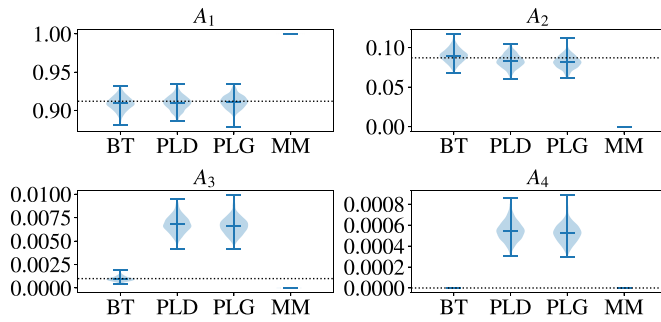 A1
A2
1.00
0.95
0.90
0.10
0.05
0.00
BT PLD PLG MM
BT PLD PLG MM
A3
A4
0.0100
0.0075
0.0050
0.0025
0.0000
0.0008
0.0006
0.0004
0.0002
0.0000
BT PLD PLG MM
BT PLD PLG MM